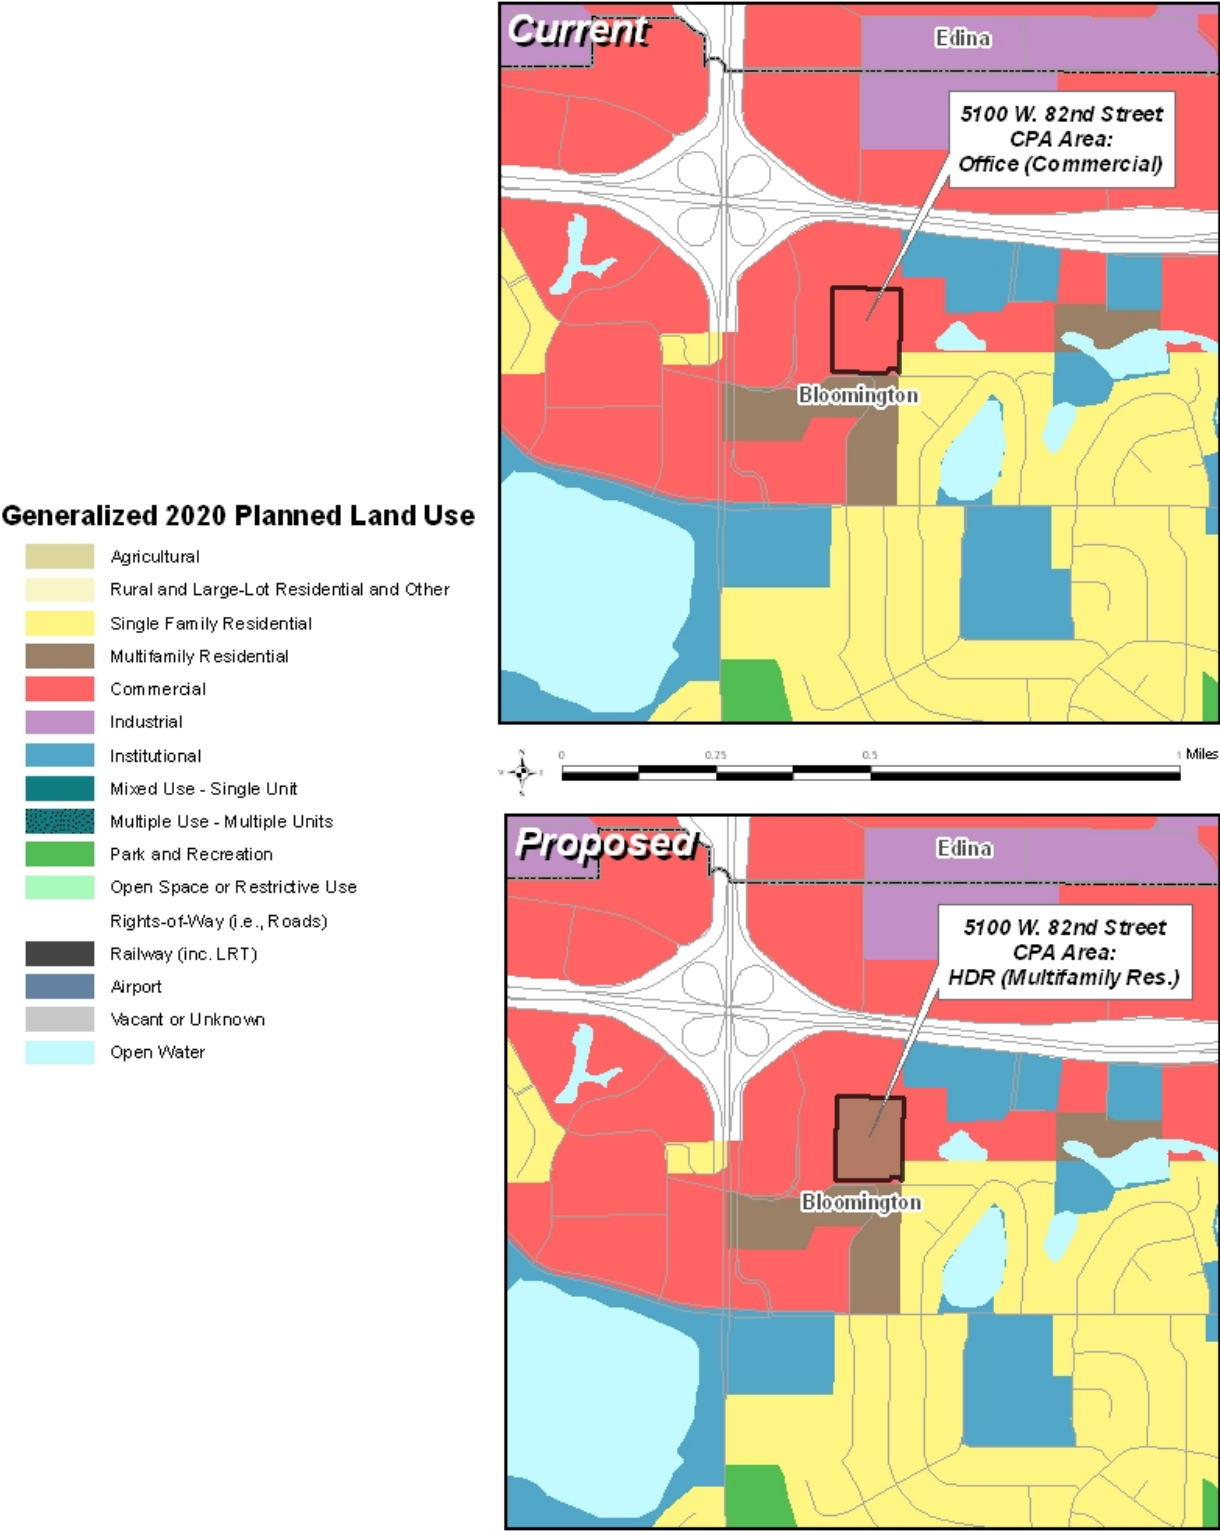 Current
Edina
5100 W. 82nd Street
CPA Area:
Office (Commercial)
Bloomington
Generalized 2020 Planned Land Use
Agricultural
Rural and Large-Lot Residential and Other
Single Family Residential
Multifamily Residential
Commercial
Industrial
Institutional
Mixed Use - Single Unit
Multiple Use - Multiple Units
Park and Recreation
Open Space or Restrictive Use
Rights-of-Way (i.e., Roads)
Railway (inc. LRT)
Airport
Vacant or Unknown
Open Water
N
W E
S
0 0.25 0.5 1 Miles
Proposed
Edina
5100 W. 82nd Street
CPA Area:
HDR (Multifamily Res.)
Bloomington